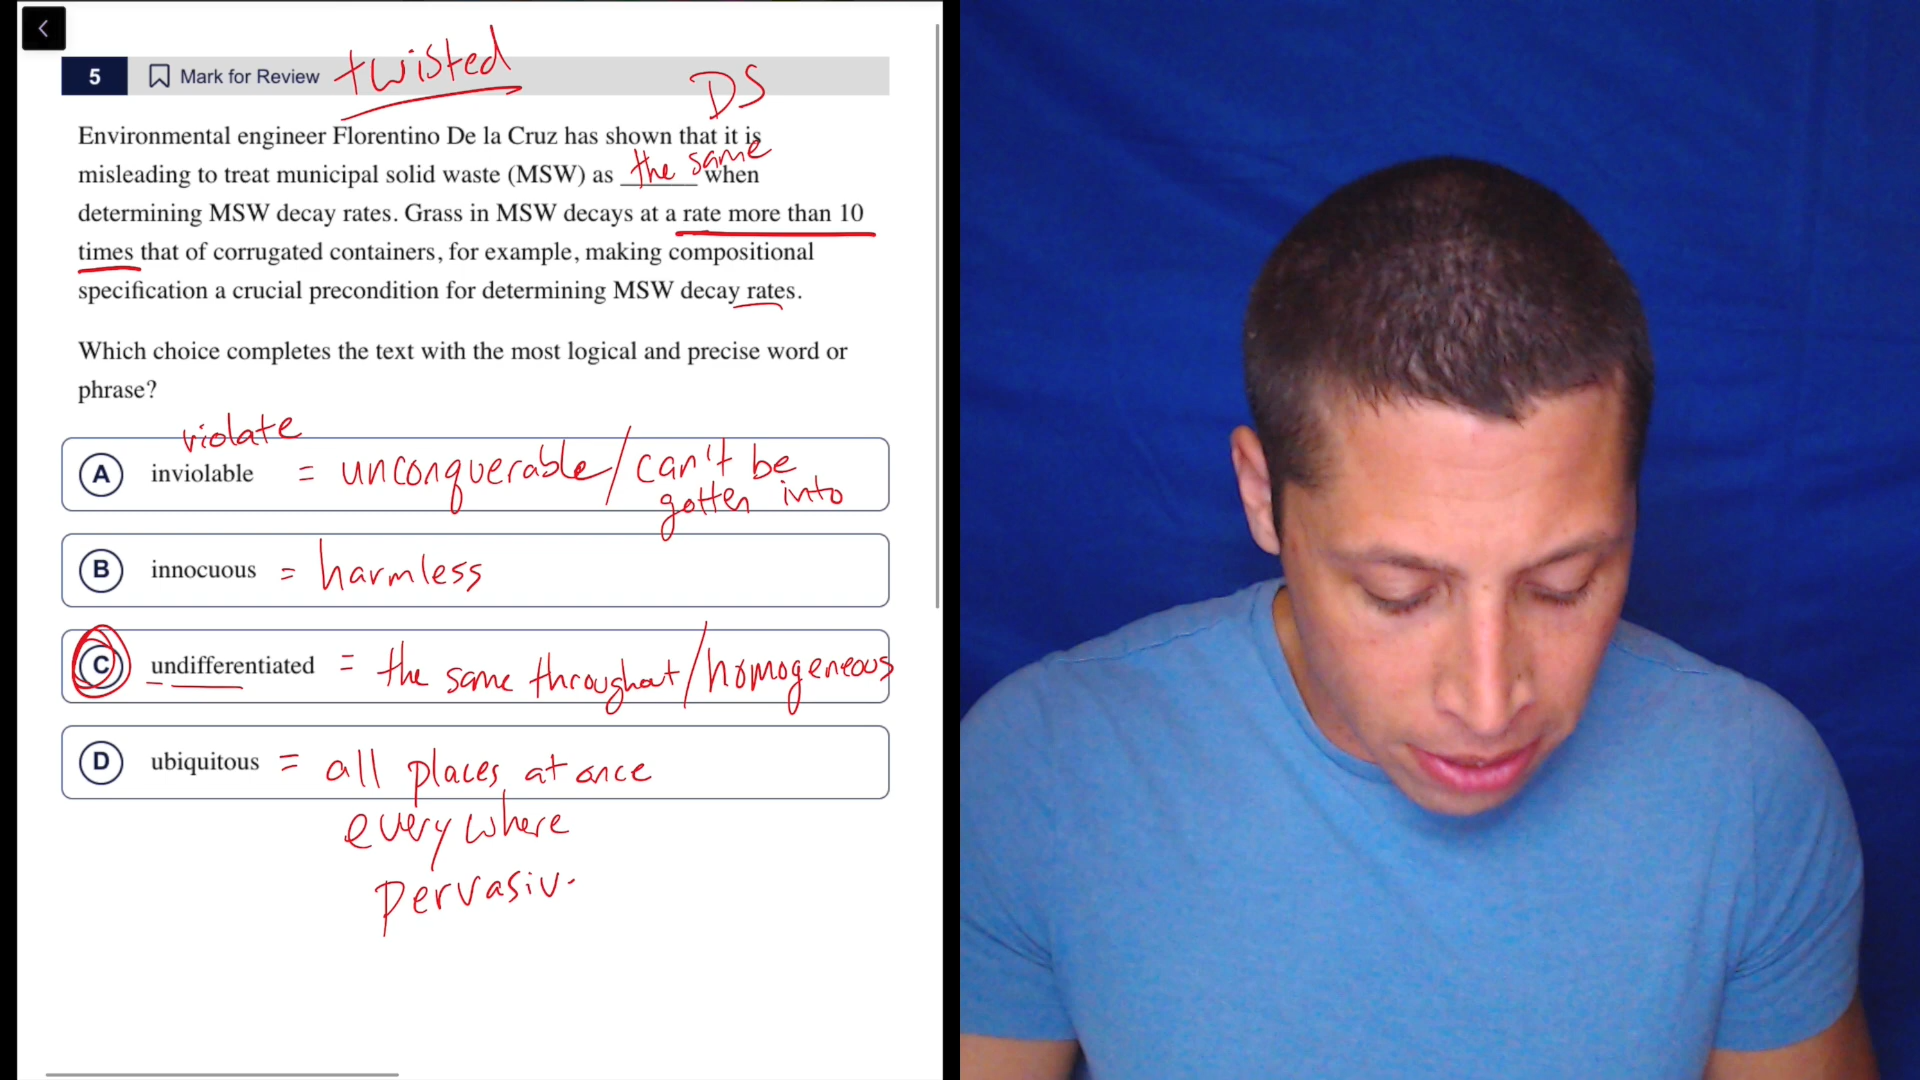 5 Mark for Review twisted
DS
Environmental engineer Florentino De la Cruz has shown that it is
the same
misleading to treat municipal solid waste (MSW) as ______ when
determining MSW decay rates. Grass in MSW decays at a rate more than 10
times that of corrugated containers, for example, making compositional
specification a crucial precondition for determining MSW decay rates.
Which choice completes the text with the most logical and precise word or
phrase?
violate
A inviolable = unconquerable/can't be
gotten into
B innocuous = harmless
C undifferentiated = the same throughout/homogeneous
D ubiquitous = all places at once
everywhere
pervasiv